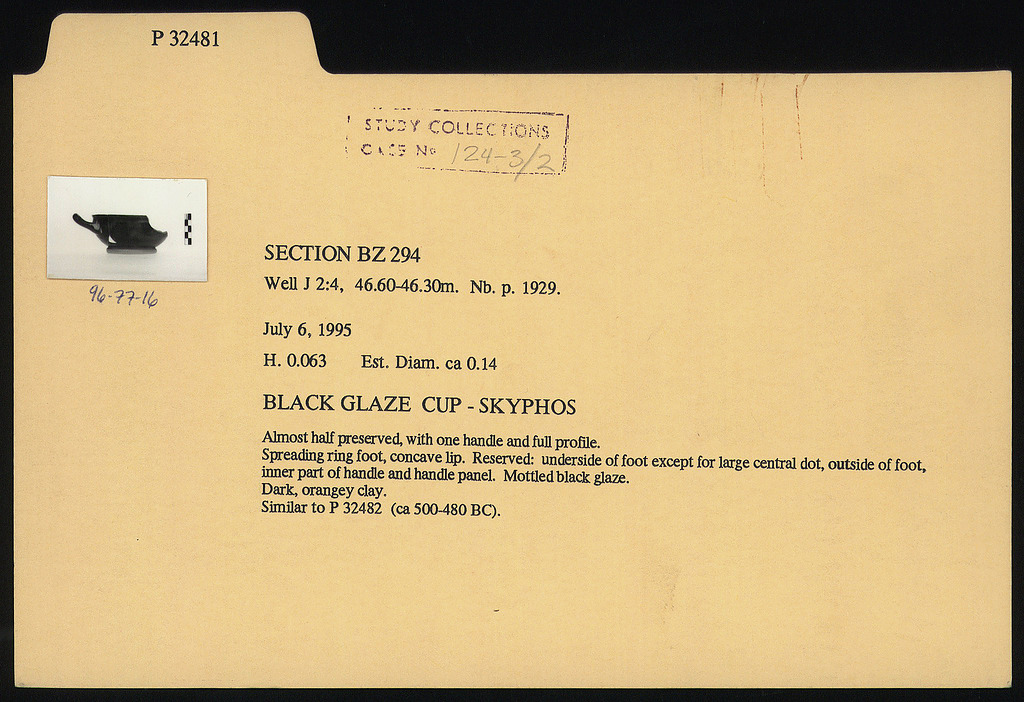 P 32481
STUDY COLLECTIONS
CASE No 124-3/2
96-77-16
SECTION BZ 294
Well J 2:4, 46.60-46.30m. Nb. p. 1929.
July 6, 1995
H. 0.063 Est. Diam. ca 0.14
BLACK GLAZE CUP - SKYPHOS
Almost half preserved, with one handle and full profile.
Spreading ring foot, concave lip. Reserved: underside of foot except for large central dot, outside of foot,
inner part of handle and handle panel. Mottled black glaze.
Dark, orangey clay.
Similar to P 32482 (ca 500-480 BC).